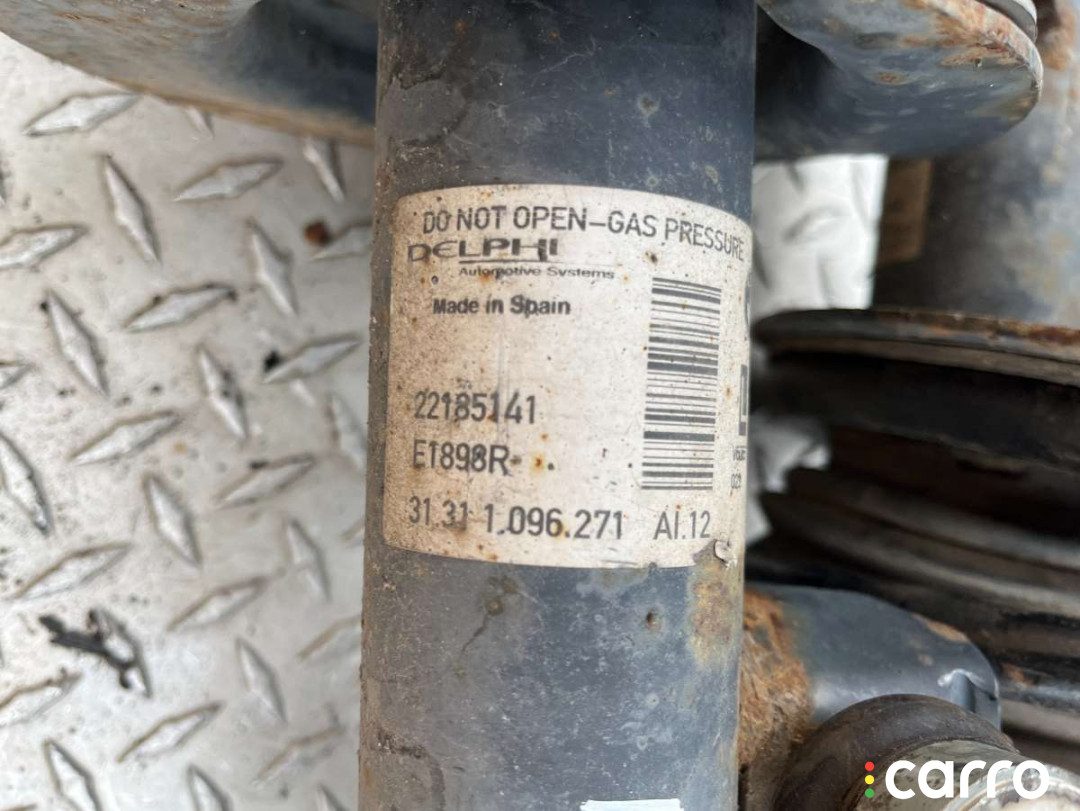 DO NOT OPEN-GAS PRESSURE
DELPHI
Automotive Systems
Made in Spain
22185141
E1898R
31.31 1.096.271 AI.12
carro